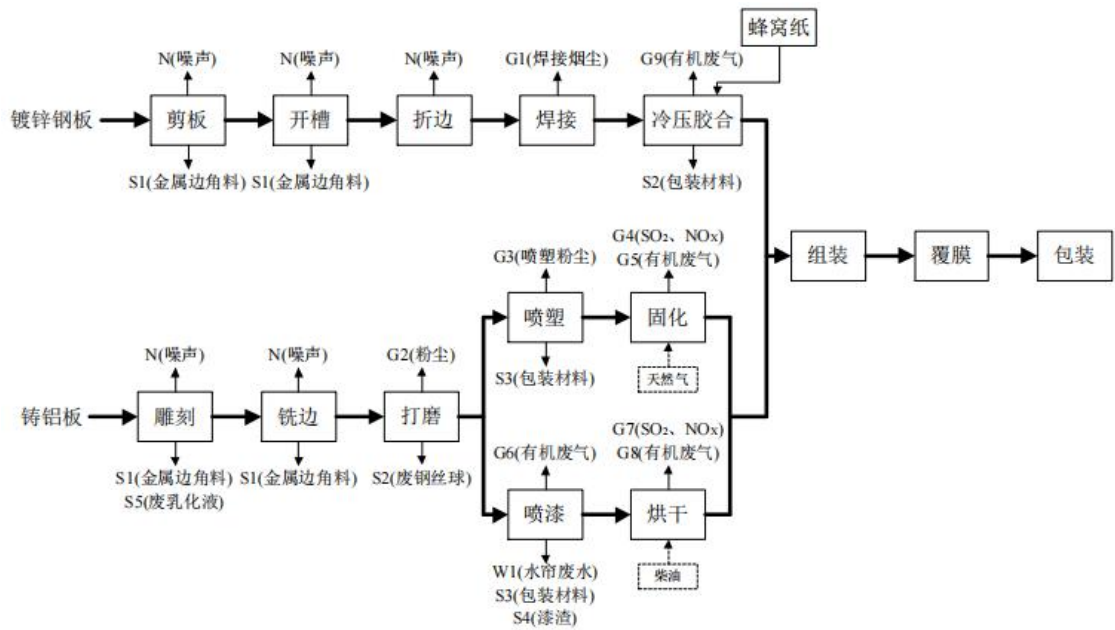 蜂窝纸
N(噪声)
N(噪声)
N(噪声)
G1(焊接烟尘)
G9(有机废气)
镀锌钢板
剪板
开槽
折边
焊接
冷压胶合
S1(金属边角料)
S1(金属边角料)
S2(包装材料)
G4(SO₂、NOx)
G3(喷塑粉尘)
G5(有机废气)
组装
覆膜
包装
喷塑
固化
N(噪声)
N(噪声)
G2(粉尘)
S3(包装材料)
天然气
铸铝板
雕刻
铣边
打磨
G7(SO₂、NOx)
G6(有机废气)
G8(有机废气)
S1(金属边角料)
S5(废乳化液)
S1(金属边角料)
S2(废钢丝球)
喷漆
烘干
W1(水帘废水)
S3(包装材料)
S4(漆渣)
柴油